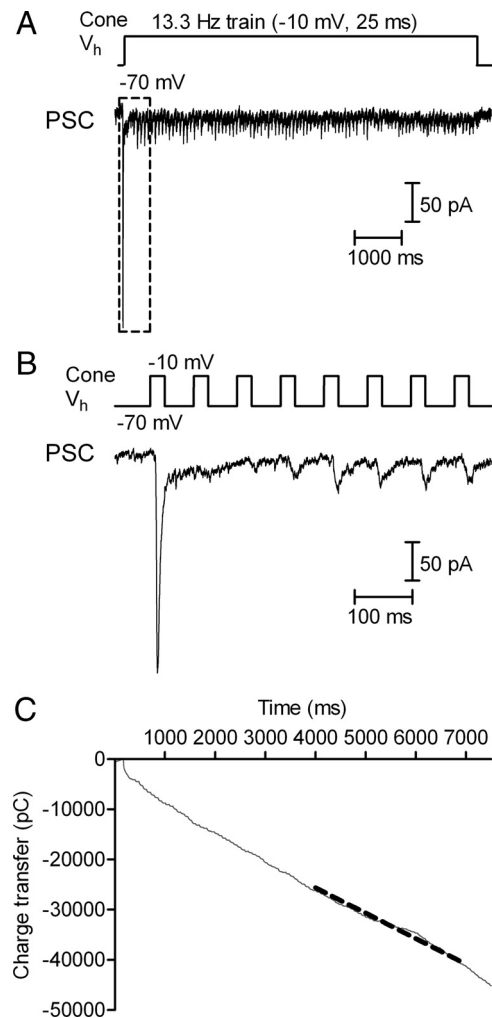 A
Cone
Vh
13.3 Hz train (-10 mV, 25 ms)
-70 mV
PSC
50 pA
1000 ms
B
Cone
Vh
-10 mV
-70 mV
PSC
50 pA
100 ms
C
Time (ms)
1000 2000 3000 4000 5000 6000 7000
0
-10000
-20000
-30000
-40000
-50000
Charge transfer (pC)